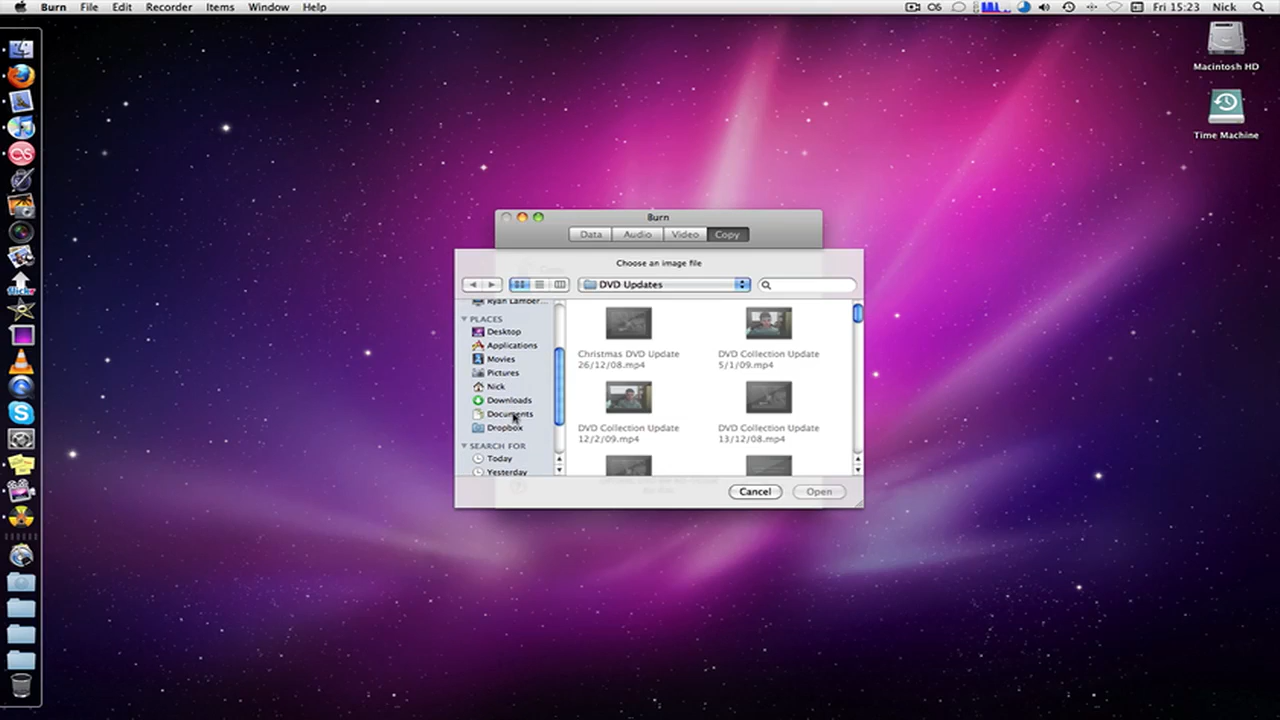 Burn File Edit Recorder Items Window Help Fri 15:23 Nick
Macintosh HD
Time Machine
Burn
Data Audio Video Copy
Choose an image file
DVD Updates
Ryan Lamber...
PLACES
Desktop
Applications
Movies
Pictures
Nick
Downloads
Documents
Dropbox
SEARCH FOR
Today
Yesterday
Christmas DVD Update
26/12/08.mp4
DVD Collection Update
5/1/09.mp4
DVD Collection Update
12/2/09.mp4
DVD Collection Update
13/12/08.mp4
Cancel Open